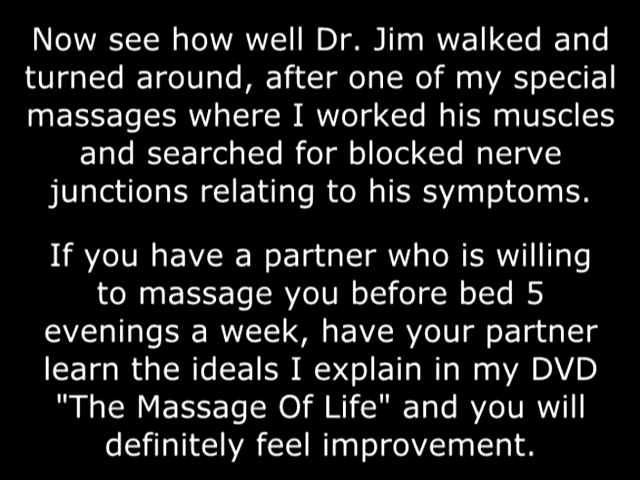 Now see how well Dr. Jim walked and
turned around, after one of my special
massages where I worked his muscles
and searched for blocked nerve
junctions relating to his symptoms.
If you have a partner who is willing
to massage you before bed 5
evenings a week, have your partner
learn the ideals I explain in my DVD
"The Massage Of Life" and you will
definitely feel improvement.